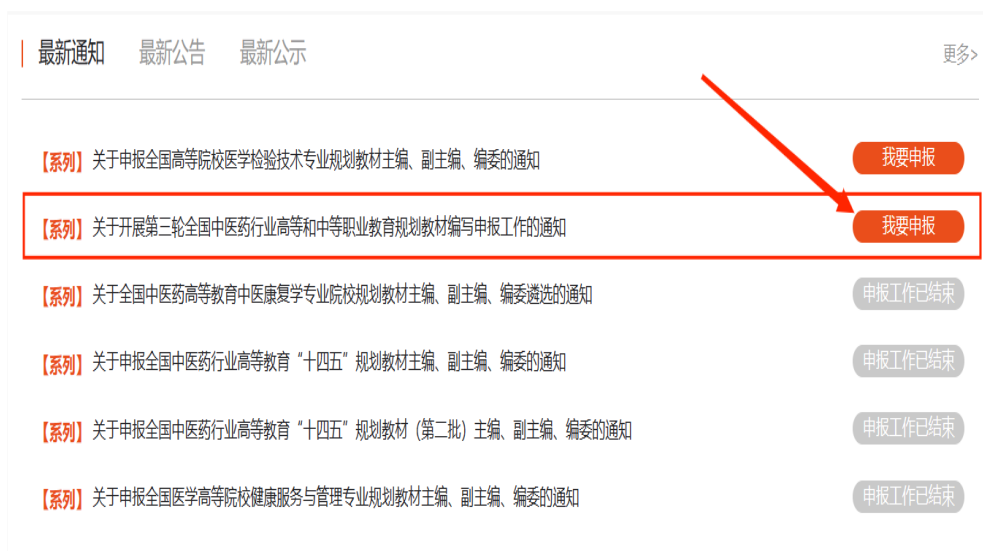 最新通知 最新公告 最新公示 更多>
【系列】关于申报全国高等院校医学检验技术专业规划教材主编、副主编、编委的通知 我要申报
【系列】关于开展第三轮全国中医药行业高等和中等职业教育规划教材编写申报工作的通知 我要申报
【系列】关于全国中医药高等教育中医康复学专业院校规划教材主编、副主编、编委遴选的通知 申报工作已结束
【系列】关于申报全国中医药行业高等教育“十四五”规划教材主编、副主编、编委的通知 申报工作已结束
【系列】关于申报全国中医药行业高等教育“十四五”规划教材（第二批）主编、副主编、编委的通知 申报工作已结束
【系列】关于申报全国医学高等院校健康服务与管理专业规划教材主编、副主编、编委的通知 申报工作已结束